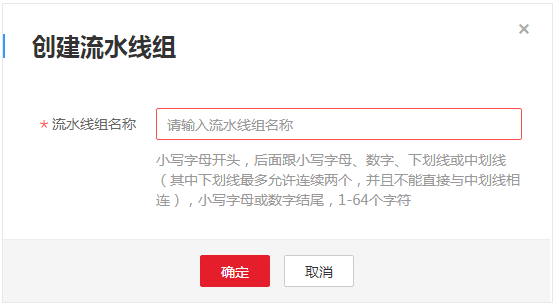 创建流水线组
×
* 流水线组名称
请输入流水线组名称
小写字母开头，后面跟小写字母、数字、下划线或中划线
（其中下划线最多允许连续两个，并且不能直接与中划线相
连），小写字母或数字结尾，1-64个字符
确定 取消